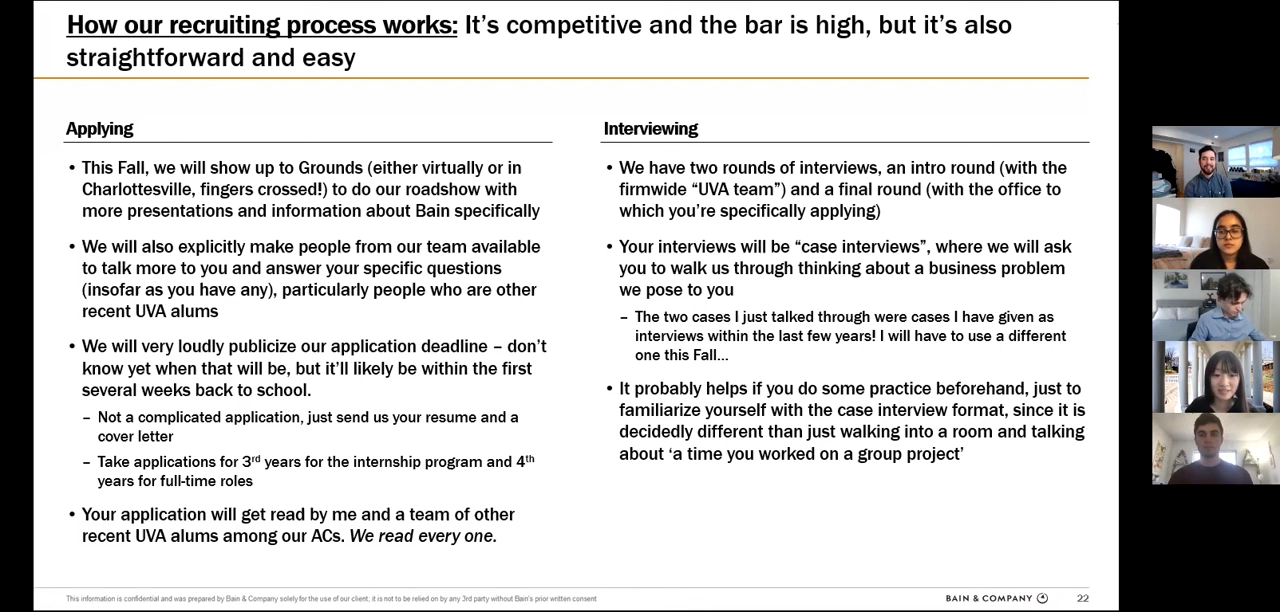 How our recruiting process works: It's competitive and the bar is high, but it's also
straightforward and easy
Applying
• This Fall, we will show up to Grounds (either virtually or in
Charlottesville, fingers crossed!) to do our roadshow with
more presentations and information about Bain specifically
• We will also explicitly make people from our team available
to talk more to you and answer your specific questions
(insofar as you have any), particularly people who are other
recent UVA alums
• We will very loudly publicize our application deadline – don't
know yet when that will be, but it'll likely be within the first
several weeks back to school.
– Not a complicated application, just send us your resume and a
cover letter
– Take applications for 3rd years for the internship program and 4th
years for full-time roles
• Your application will get read by me and a team of other
recent UVA alums among our ACs. We read every one.
Interviewing
• We have two rounds of interviews, an intro round (with the
firmwide “UVA team”) and a final round (with the office to
which you're specifically applying)
• Your interviews will be “case interviews”, where we will ask
you to walk us through thinking about a business problem
we pose to you
– The two cases I just talked through were cases I have given as
interviews within the last few years! I will have to use a different
one this Fall...
• It probably helps if you do some practice beforehand, just to
familiarize yourself with the case interview format, since it is
decidedly different than just walking into a room and talking
about ‘a time you worked on a group project’
This information is confidential and was prepared by Bain & Company solely for the use of our client; it is not to be relied on by any 3rd party without Bain's prior written consent
BAIN & COMPANY
22